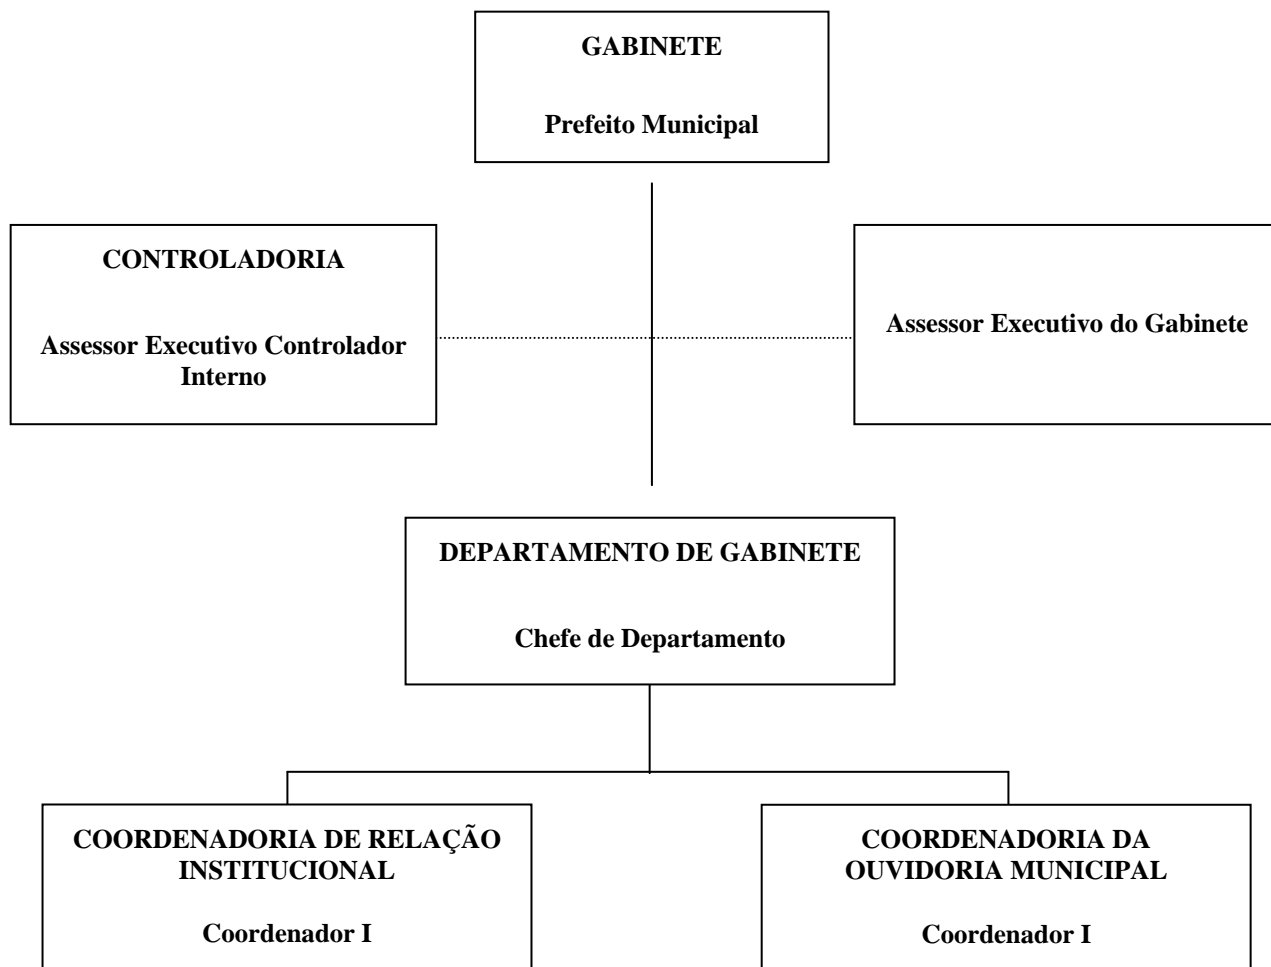 GABINETE
Prefeito Municipal
CONTROLADORIA
Assessor Executivo Controlador
Interno
Assessor Executivo do Gabinete
DEPARTAMENTO DE GABINETE
Chefe de Departamento
COORDENADORIA DE RELAÇÃO
INSTITUCIONAL
Coordenador I
COORDENADORIA DA
OUVIDORIA MUNICIPAL
Coordenador I